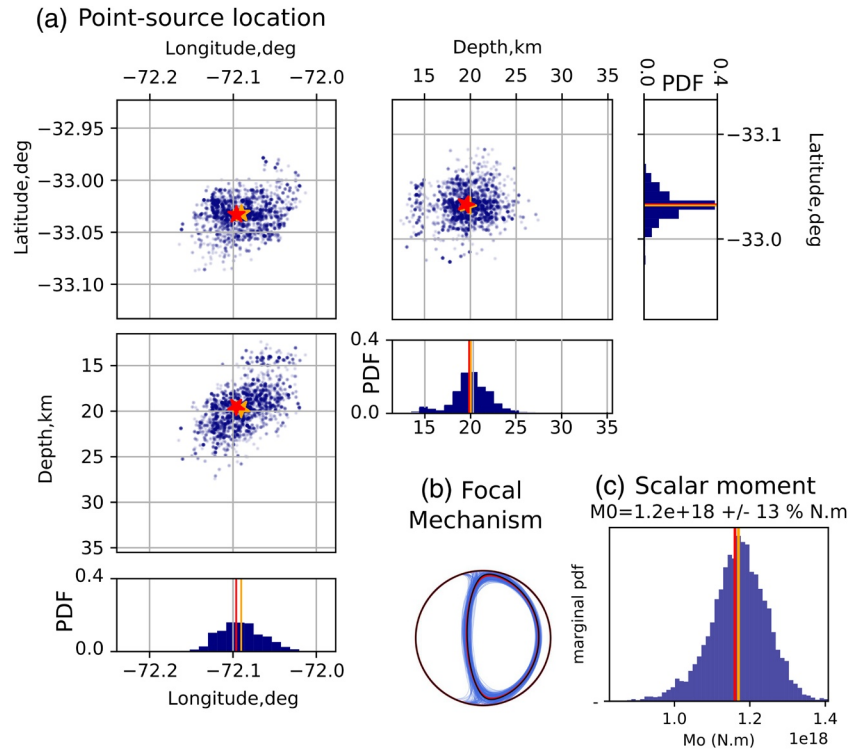 (a) Point-source location
Longitude,deg
−72.2 −72.1 −72.0
Latitude,deg
−32.95
−33.00
−33.05
−33.10
Depth,km
15 20 25 30 35
0.0 0.4
PDF
−33.1
−33.0
Latitude,deg
Depth,km
15
20
25
30
35
PDF
0.4
0.0
15 20 25 30 35
PDF
0.4
0.0
−72.2 −72.1 −72.0
Longitude,deg
(b) Focal
Mechanism
(c) Scalar moment
M0=1.2e+18 +/- 13 % N.m
marginal pdf
-
1.0 1.2 1.4
Mo (N.m)
1e18